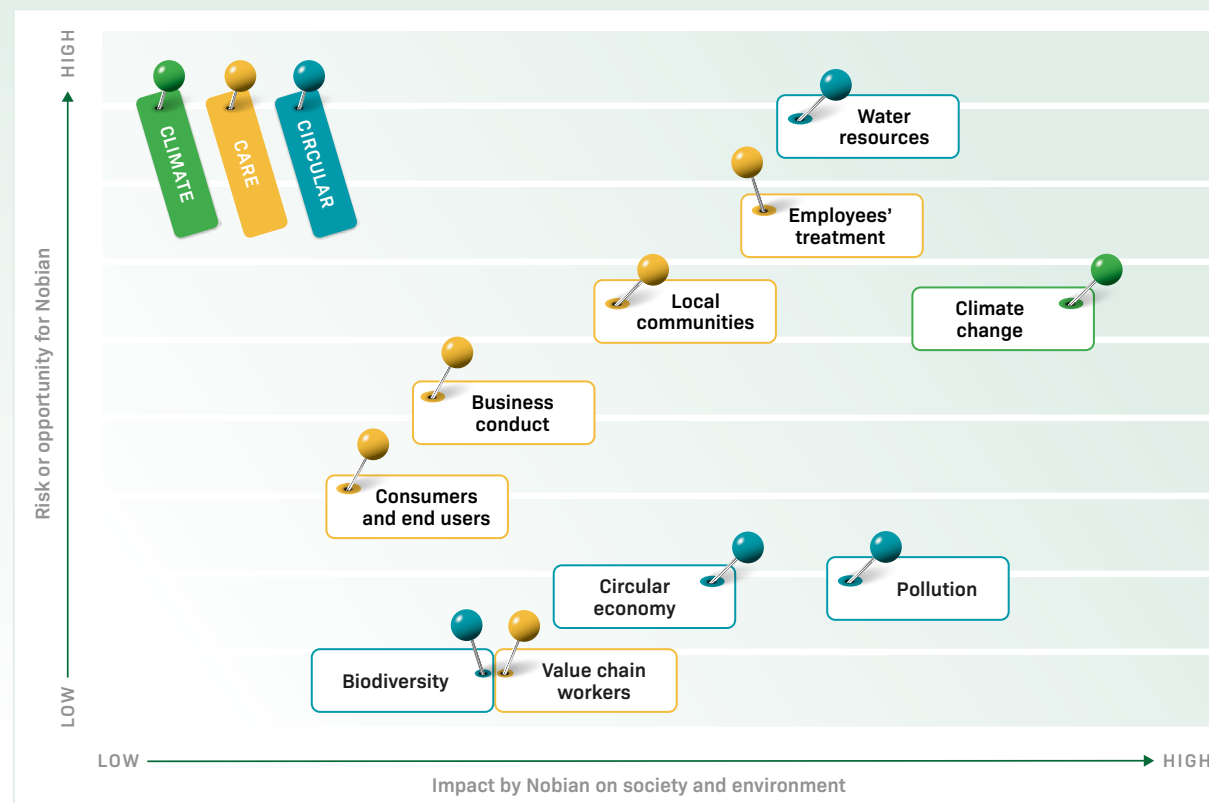 HIGH
CLIMATE
CARE
CIRCULAR
Water
resources
Employees’
treatment
Local
communities
Climate
change
Risk or opportunity for Nobian
Business
conduct
Consumers
and end users
Circular
economy
Pollution
Biodiversity
Value chain
workers
LOW
LOW
HIGH
Impact by Nobian on society and environment